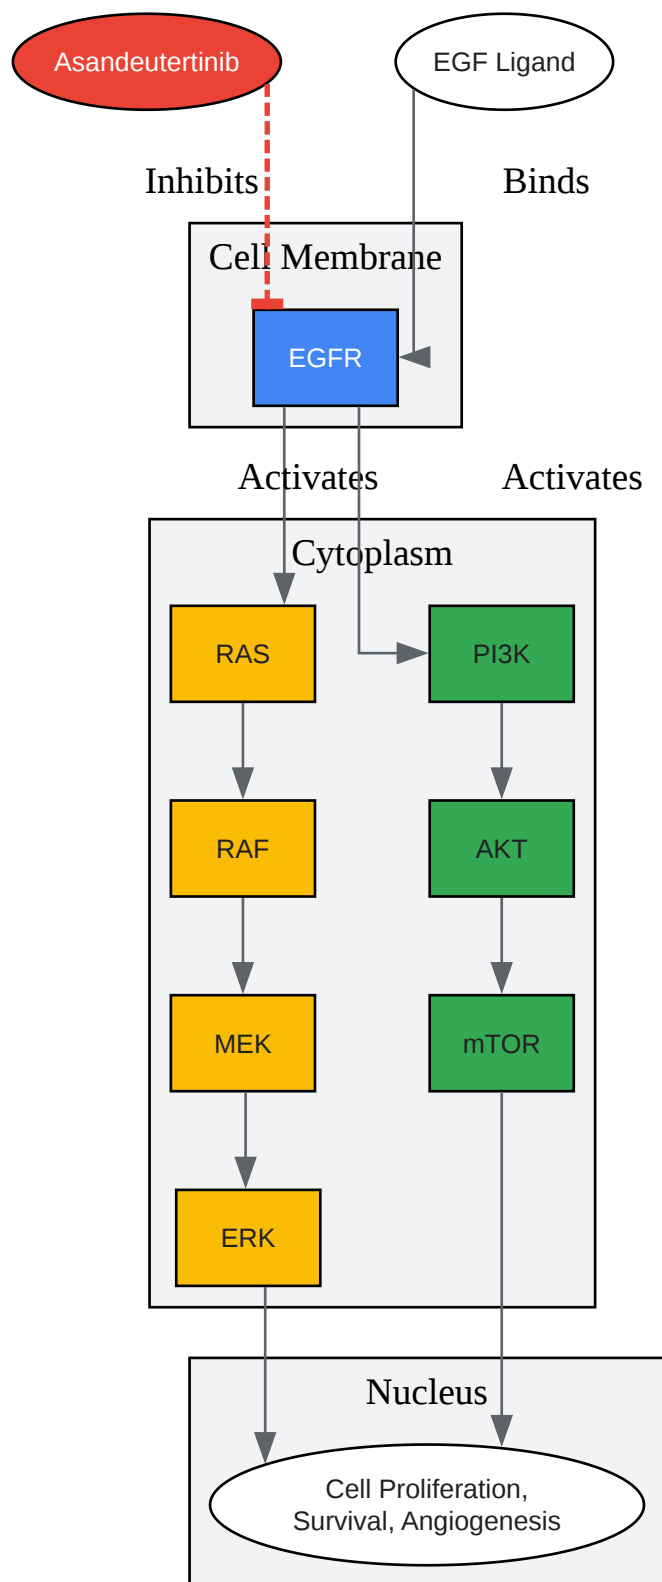 Asandeutertinib
EGF Ligand
Inhibits
Binds
Cell Membrane
EGFR
Activates
Activates
Cytoplasm
RAS
PI3K
RAF
AKT
MEK
mTOR
ERK
Nucleus
Cell Proliferation,
Survival, Angiogenesis